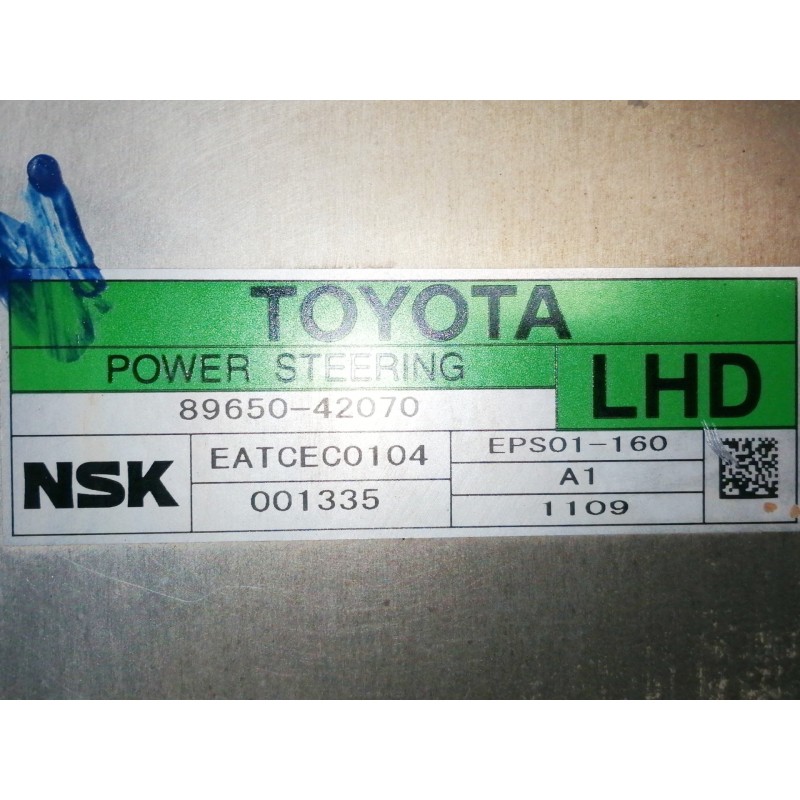 TOYOTA
POWER STEERING
LHD
89650-42070
NSK
EATCEC0104
001335
EPS01-160
A1
1109